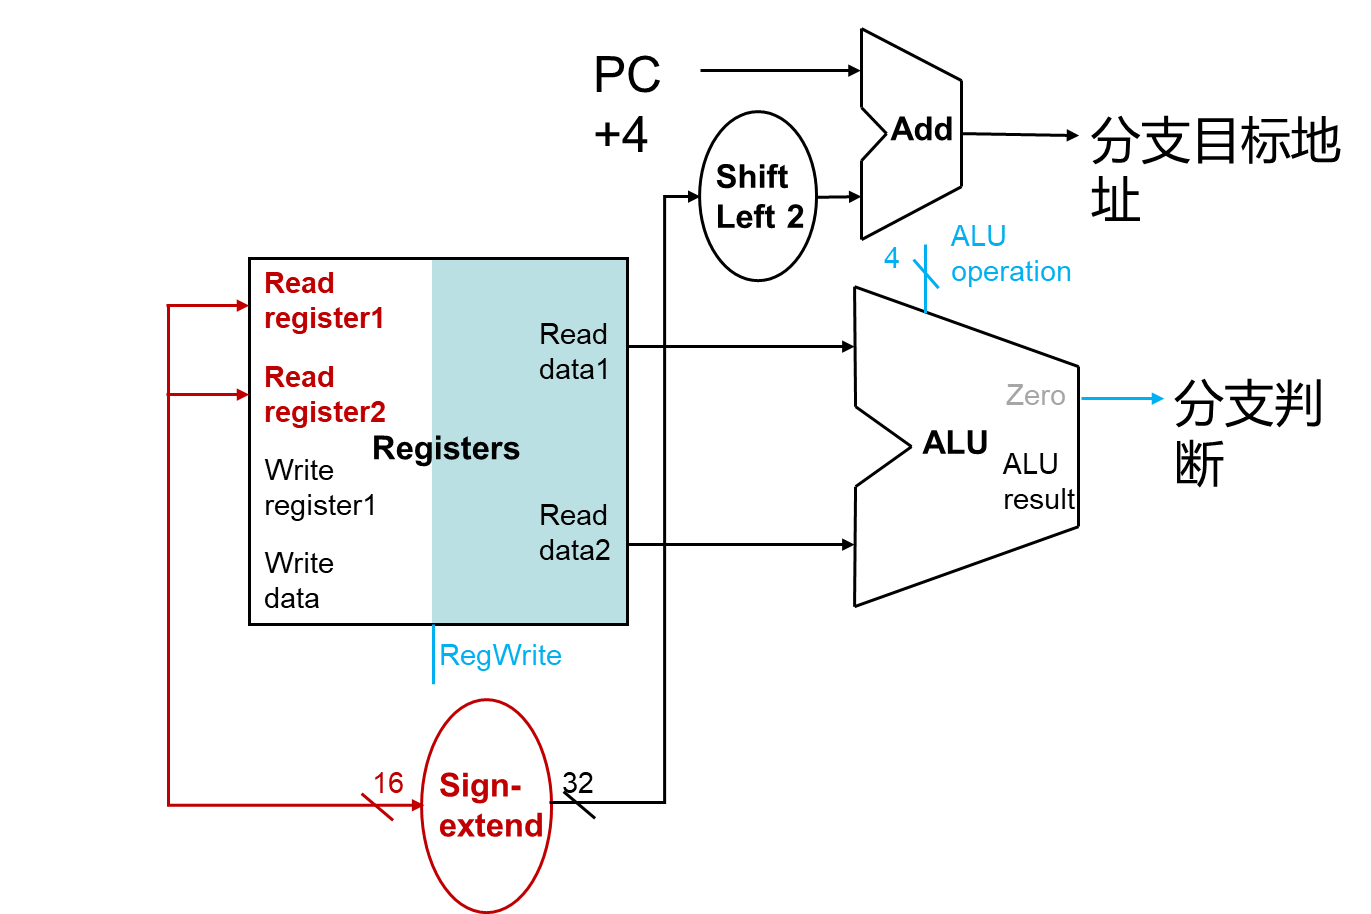 PC
+4
Add
分支目标地
址
Shift
Left 2
ALU
operation
4
Read
register1
Read
data1
Read
register2
Zero
分支判
断
Registers
ALU
ALU
result
Write
register1
Read
data2
Write
data
RegWrite
16
32
Sign-
extend